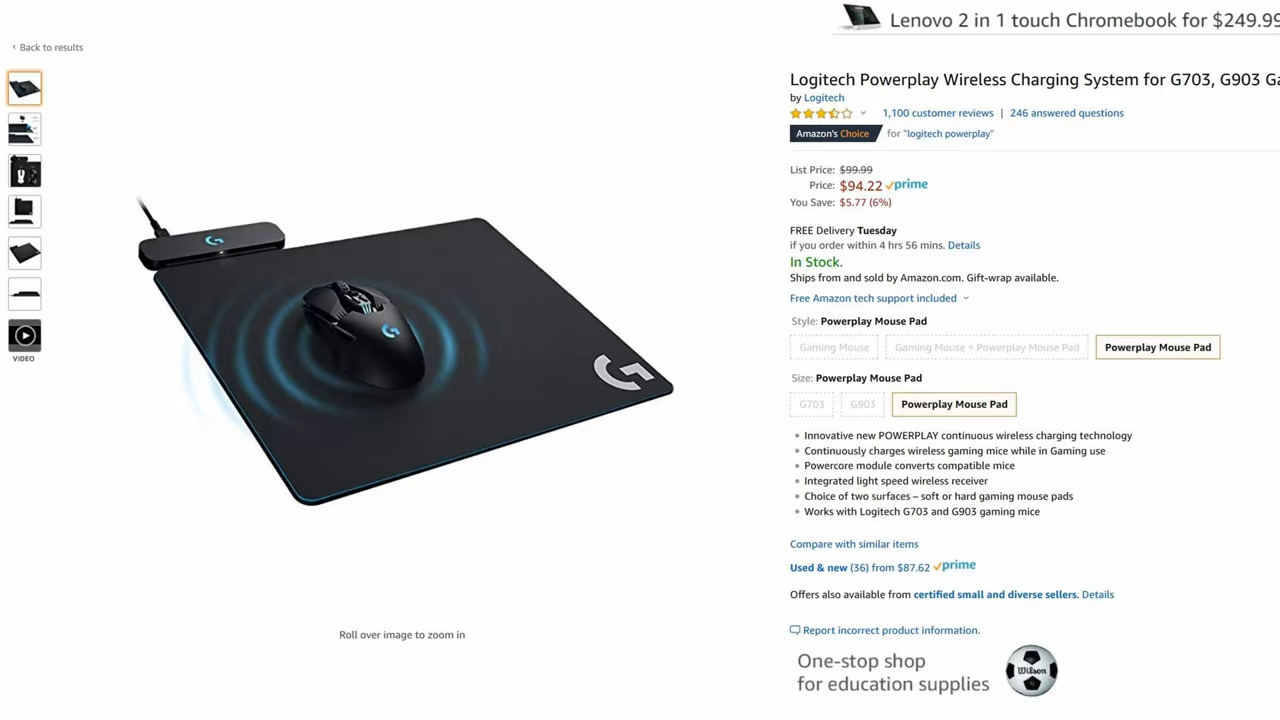 Lenovo 2 in 1 touch Chromebook for $249.99
‹ Back to results
Logitech Powerplay Wireless Charging System for G703, G903 Ga
by Logitech
1,100 customer reviews | 246 answered questions
Amazon's Choice for "logitech powerplay"
List Price: $99.99
Price: $94.22 prime
You Save: $5.77 (6%)
FREE Delivery Tuesday
if you order within 4 hrs 56 mins. Details
In Stock.
Ships from and sold by Amazon.com. Gift-wrap available.
Free Amazon tech support included
Style: Powerplay Mouse Pad
Gaming Mouse Gaming Mouse + Powerplay Mouse Pad Powerplay Mouse Pad
VIDEO
Size: Powerplay Mouse Pad
G703 G903 Powerplay Mouse Pad
• Innovative new POWERPLAY continuous wireless charging technology
• Continuously charges wireless gaming mice while in Gaming use
• Powercore module converts compatible mice
• Integrated light speed wireless receiver
• Choice of two surfaces – soft or hard gaming mouse pads
• Works with Logitech G703 and G903 gaming mice
Compare with similar items
Used & new (36) from $87.62 prime
Offers also available from certified small and diverse sellers. Details
Report incorrect product information.
Roll over image to zoom in
One-stop shop
for education supplies
Wilson